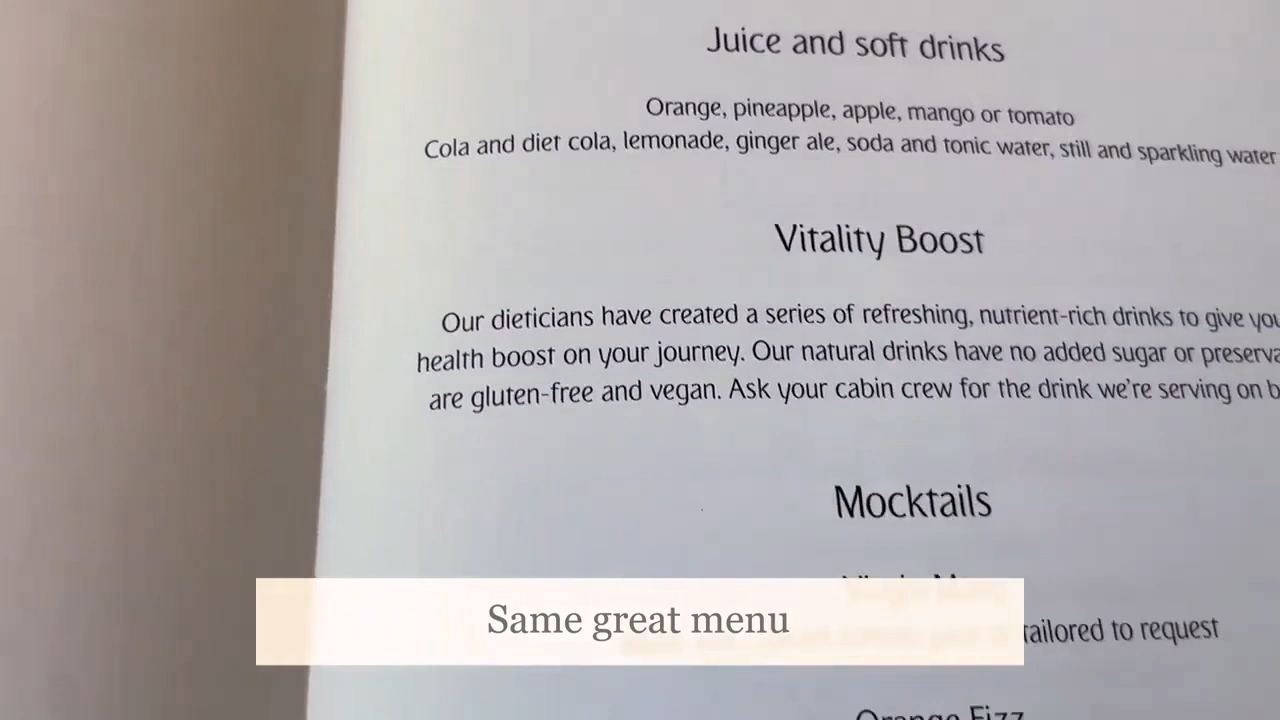 Juice and soft drinks
Orange, pineapple, apple, mango or tomato
Cola and diet cola, lemonade, ginger ale, soda and tonic water, still and sparkling water
Vitality Boost
Our dieticians have created a series of refreshing, nutrient-rich drinks to give you
health boost on your journey. Our natural drinks have no added sugar or
are gluten-free and vegan. Ask your cabin crew for the drink we're serving on
Mocktails
Same great menu
tailored to request
Orange Fizz